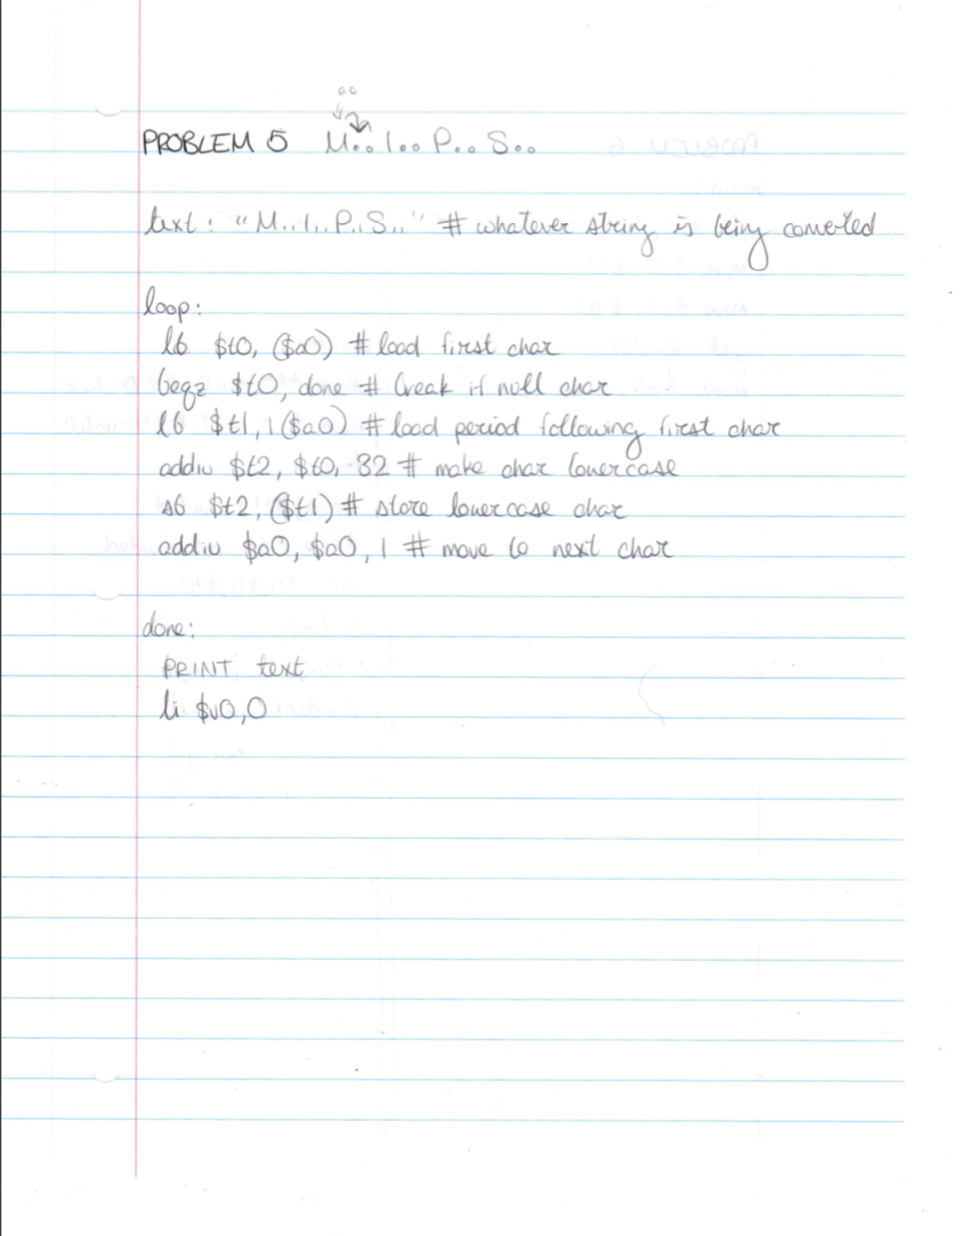 a0
PROBLEM 5 M.. I.. P.. S..
text: "M..I..P..S.." # whatever string is being converted
loop:
lb $t0, ($a0) # load first char
beqz $t0, done # break if null char
lb $t1, 1($a0) # load period following first char
addiu $t2, $t0, 32 # make char lowercase
sb $t2, ($t1) # store lowercase char
addiu $a0, $a0, 1 # move to next char
done:
PRINT text
li $v0,0